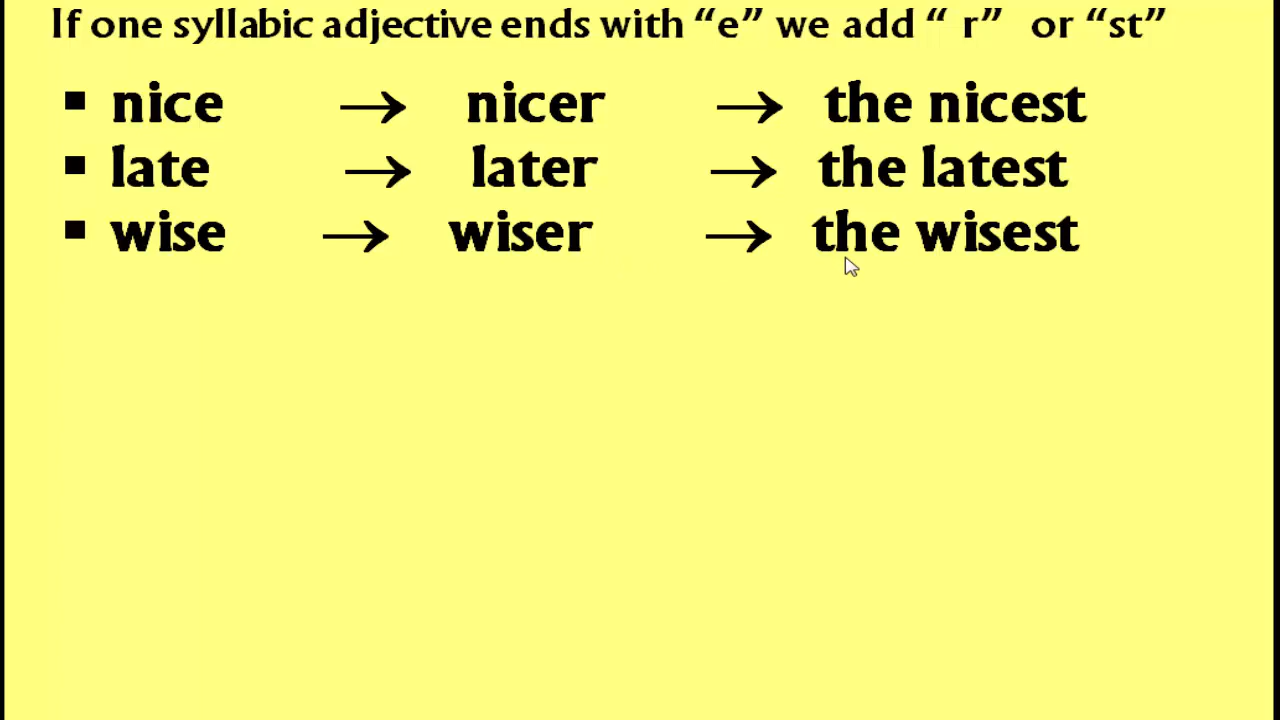 If one syllabic adjective ends with “e” we add “ r” or “st”
▪ nice → nicer → the nicest
▪ late → later → the latest
▪ wise → wiser → the wisest